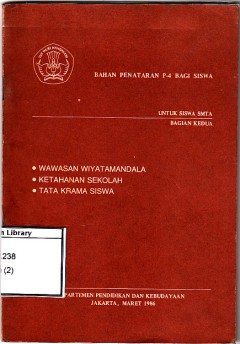 BAHAN PENATARAN P-4 BAGI SISWA
UNTUK SISWA SMTA
BAGIAN KEDUA
• WAWASAN WIYATAMANDALA
• KETAHANAN SEKOLAH
• TATA KRAMA SISWA
Library
238
(2)
PENDIDIKAN DAN KEBUDAYAAN
JAKARTA, MARET 1986